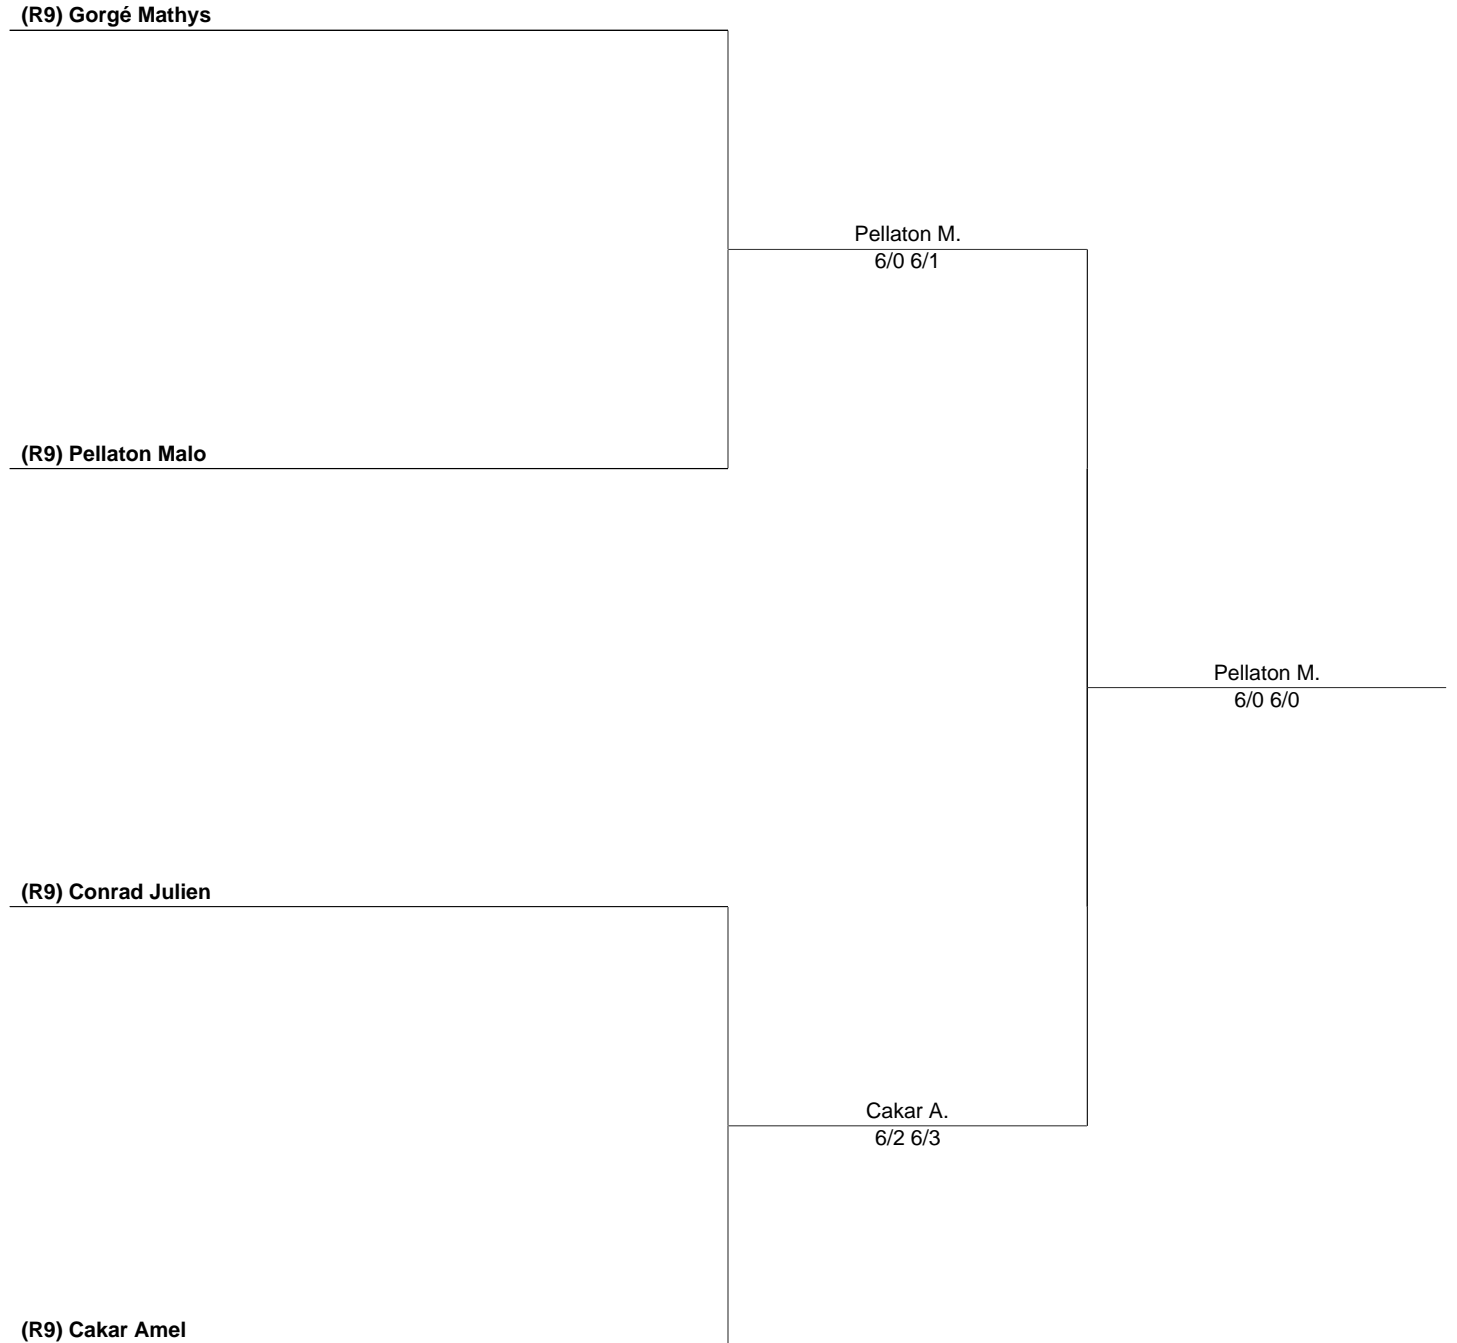 (R9) Gorgé Mathys
Pellaton M.
6/0 6/1
(R9) Pellaton Malo
Pellaton M.
6/0 6/0
(R9) Conrad Julien
Cakar A.
6/2 6/3
(R9) Cakar Amel